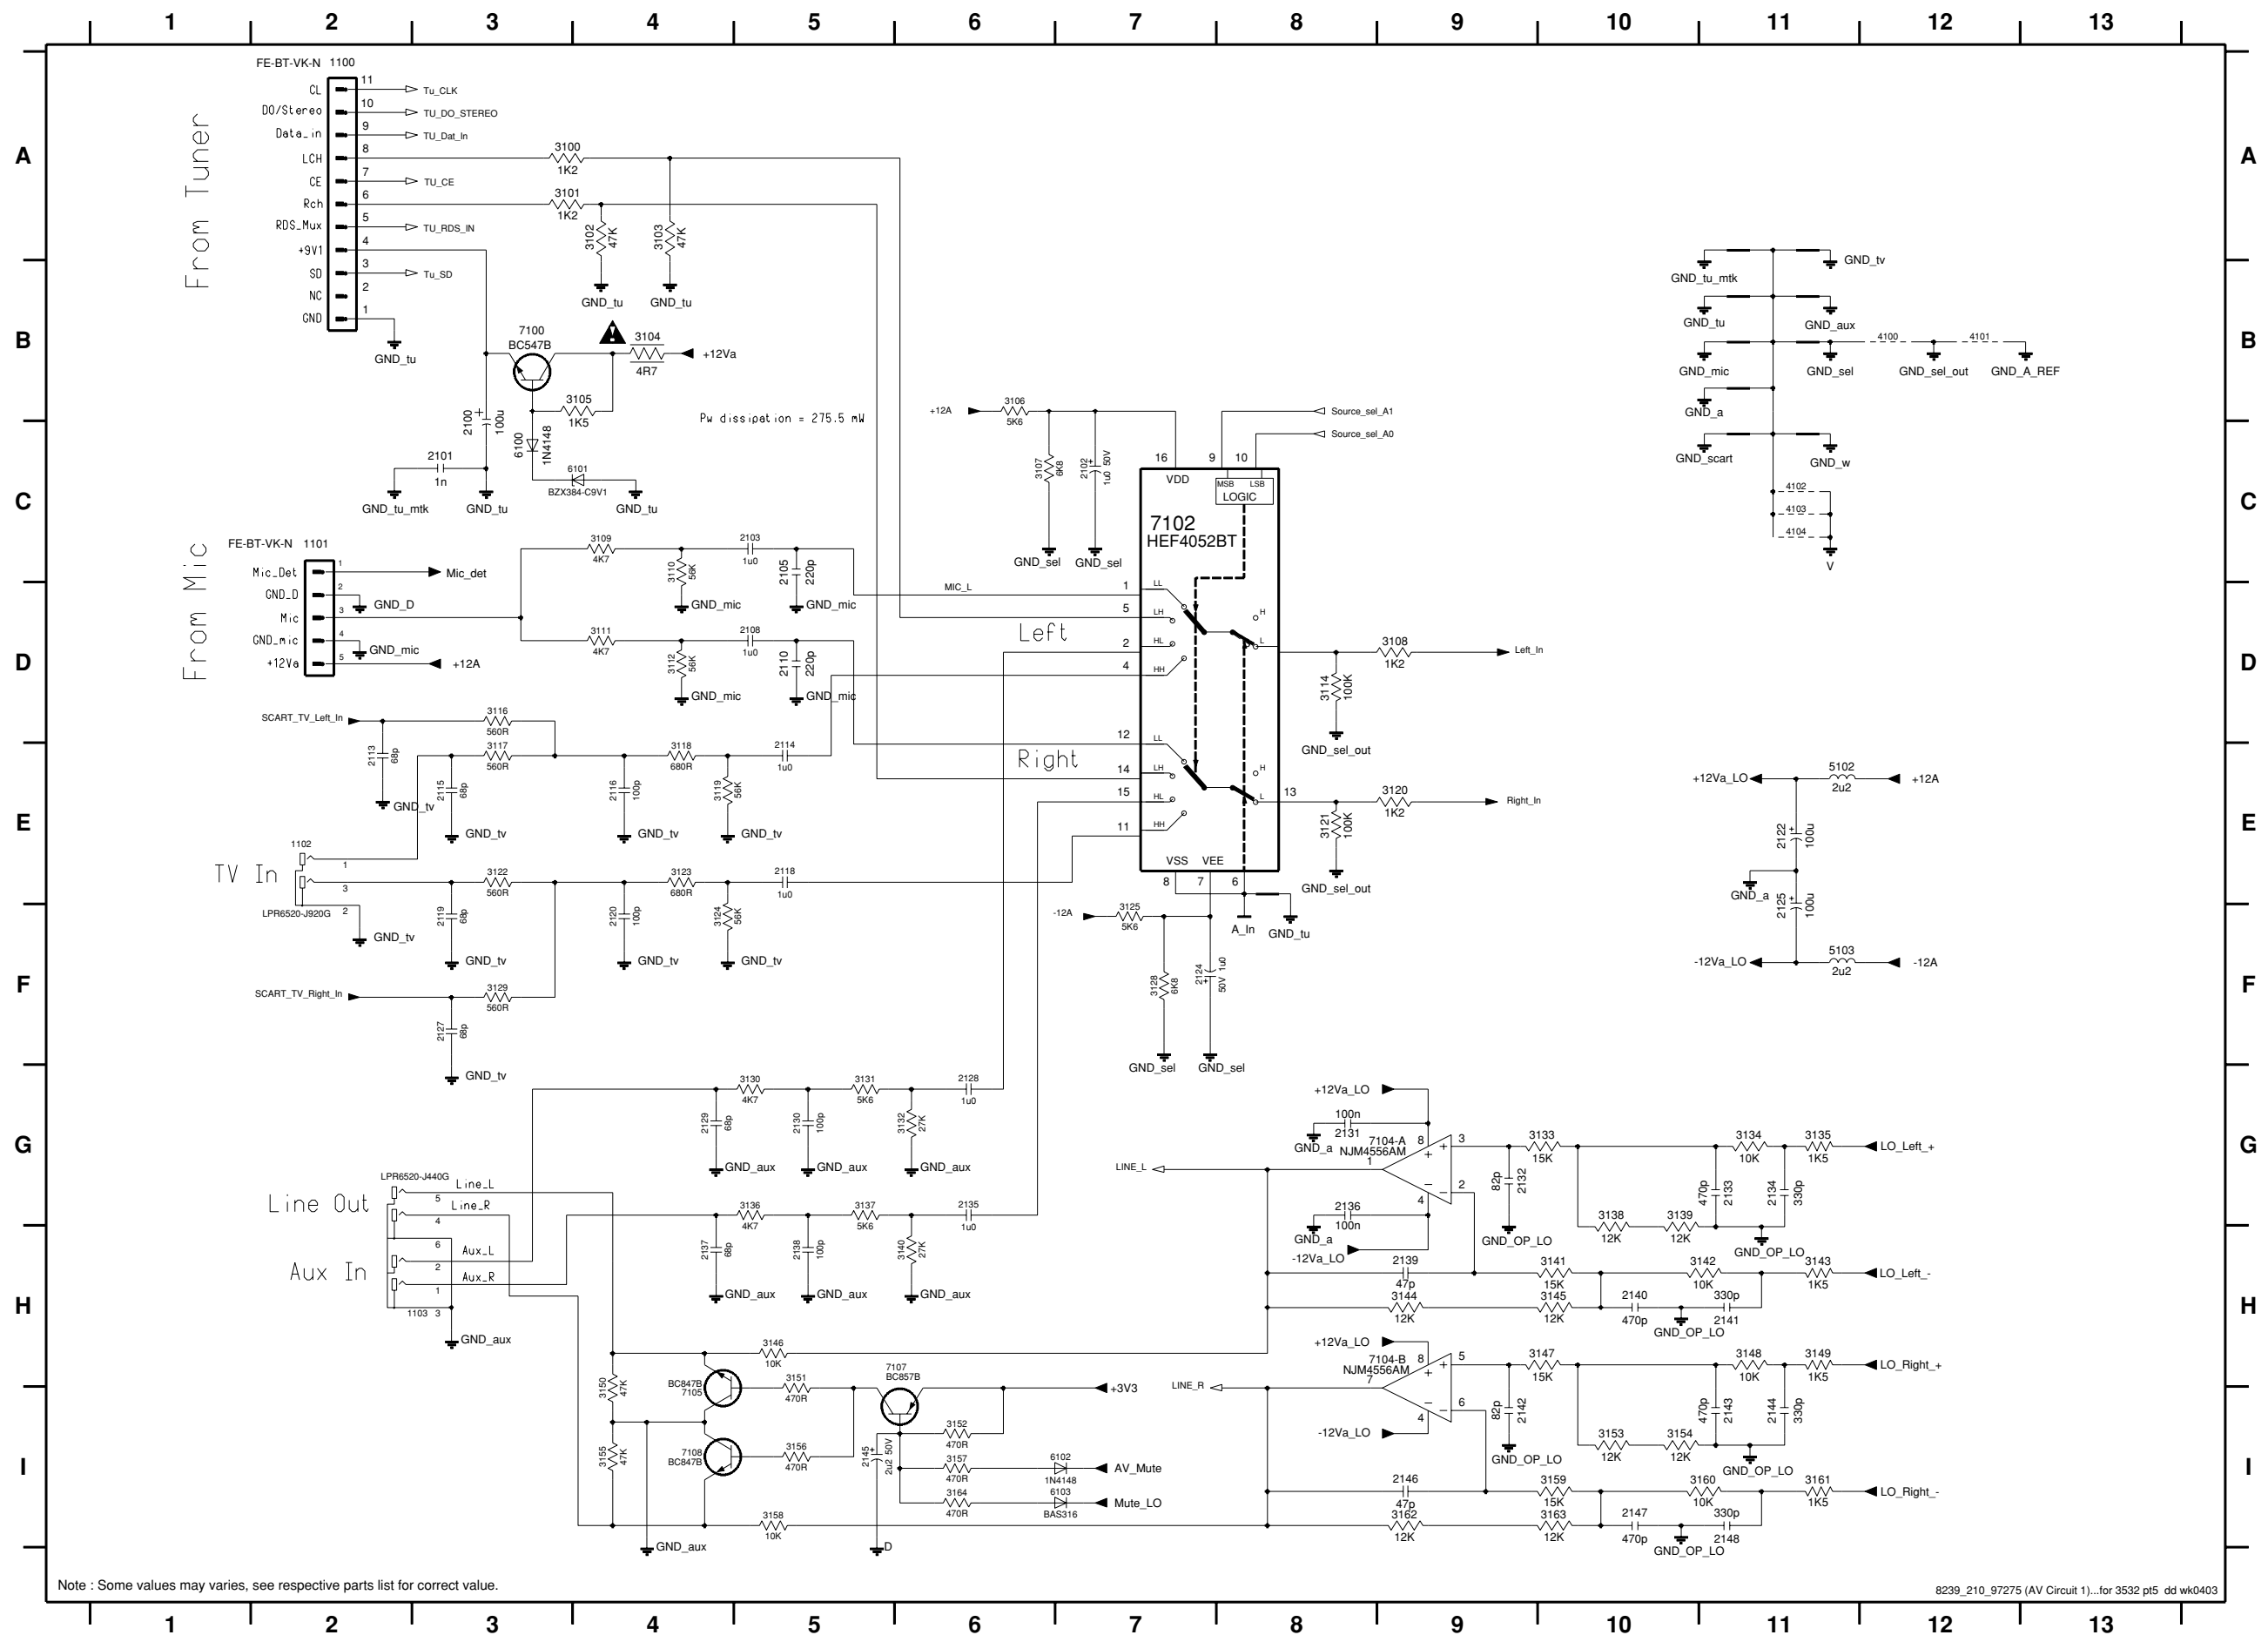 1 2 3 4 5 6 7 8 9 10 11 12 13
A
B
C
D
E
F
G
H
I
From Tuner
FE-BT-VK-N 1100
CL 11 Tu_CLK
DO/Stereo 10 TU_DO_STEREO
Data_in 9 TU_Dat_In
LCH 8
CE 7 TU_CE
Rch 6
RDS_Mux 5 TU_RDS_IN
+9V1 4
SD 3 Tu_SD
NC 2
GND 1
GND_tu
3100
1K2
3101
1K2
3102 47K
3103 47K
GND_tu GND_tu
7100
BC547B
3104
4R7
+12Va
3105
1K5
2100 + 100u
6100 1N4148
2101
1n
6101
BZX384-C9V1
GND_tu_mtk GND_tu GND_tu
Pw dissipation = 275.5 mW
+12A 3106
5K6
3107 6K8
2102 + 1u0 50V
GND_sel GND_sel
Source_sel_A1
Source_sel_A0
16 9 10
VDD MSB LSB
LOGIC
7102
HEF4052BT
GND_tu_mtk GND_tv
GND_tu GND_aux
GND_mic GND_sel 4100 GND_sel_out 4101 GND_A_REF
GND_a
GND_scart GND_w
4102
4103
4104
V
From Mic
FE-BT-VK-N 1101
Mic_Det 1 Mic_det
GND_D 2 GND_D
Mic 3
GND_mic 4 GND_mic
+12Va 5 +12A
3109
4K7
3110 56K
2103
1u0
2105 220p
GND_mic GND_mic
3111
4K7
3112 56K
2108
1u0
2110 220p
GND_mic GND_mic
MIC_L
Left
1 LL
5 LH
2 HL
4 HH
H
L
3108
1K2
Left_In
3114 100K
GND_sel_out
Right
12 LL
14 LH
15 HL
11 HH
H
L
13
3120
1K2
Right_In
3121 100K
GND_sel_out
VSS VEE
8 7 6
A_In GND_tu
-12A 3125
5K6
3128 6K8
2124 + 50V 1u0
GND_sel GND_sel
SCART_TV_Left_In
3116
560R
2113 68p
GND_tv
3117
560R
2115 68p
GND_tv
2116 100p
GND_tv
3118
680R
3119 56K
GND_tv
2114
1u0
TV In
1102
1
3
2
LPR6520-J920G
GND_tv
3122
560R
2119 68p
GND_tv
2120 100p
GND_tv
3123
680R
3124 56K
GND_tv
2118
1u0
SCART_TV_Right_In
3129
560R
2127 68p
GND_tv
+12Va_LO 5102
2u2
+12A
2122 + 100u
GND_a
2125 + 100u
-12Va_LO 5103
2u2
-12A
3130
4K7
2129 68p
2130 100p
3131
5K6
3132 27K
2128
1u0
GND_aux GND_aux GND_aux
LPR6520-J440G
Line Out
5 Line_L
4 Line_R
6
Aux In
2 Aux_L
1 Aux_R
1103 3
GND_aux
3136
4K7
2137 68p
2138 100p
3137
5K6
3140 27K
2135
1u0
GND_aux GND_aux GND_aux
3146
10K
3150 47K
3155 47K
BC847B
7105
7108
BC847B
3151
470R
3156
470R
7107
BC857B
+3V3
3152
470R
2145 + 2u2 50V
3157
470R
6102
1N4148
AV_Mute
3164
470R
6103
BAS316
Mute_LO
3158
10K
GND_aux
D
+12Va_LO
100n
2131
GND_a
7104-A
NJM4556AM
8 3
+
+
1
2
−
−
4
LINE_L
2136
100n
GND_a
-12Va_LO
82p 2132
GND_OP_LO
3133
15K
3134
10K
3135
1K5
LO_Left_+
470p 2133
2134 330p
3138
12K
3139
12K
GND_OP_LO
2139
47p
3141
15K
3142
10K
3143
1K5
LO_Left_-
3144
12K
3145
12K
2140
470p
330p
2141
GND_OP_LO
+12Va_LO
7104-B
NJM4556AM
8 5
+
+
7
6
−
−
4
LINE_R
-12Va_LO
82p 2142
GND_OP_LO
3147
15K
3148
10K
3149
1K5
LO_Right_+
470p 2143
2144 330p
3153
12K
3154
12K
GND_OP_LO
2146
47p
3159
15K
3160
10K
3161
1K5
LO_Right_-
3162
12K
3163
12K
2147
470p
330p
2148
GND_OP_LO
Note : Some values may varies, see respective parts list for correct value.
8239_210_97275 (AV Circuit 1)...for 3532 pt5 dd wk0403
A
B
C
D
E
F
G
H
I
1 2 3 4 5 6 7 8 9 10 11 12 13